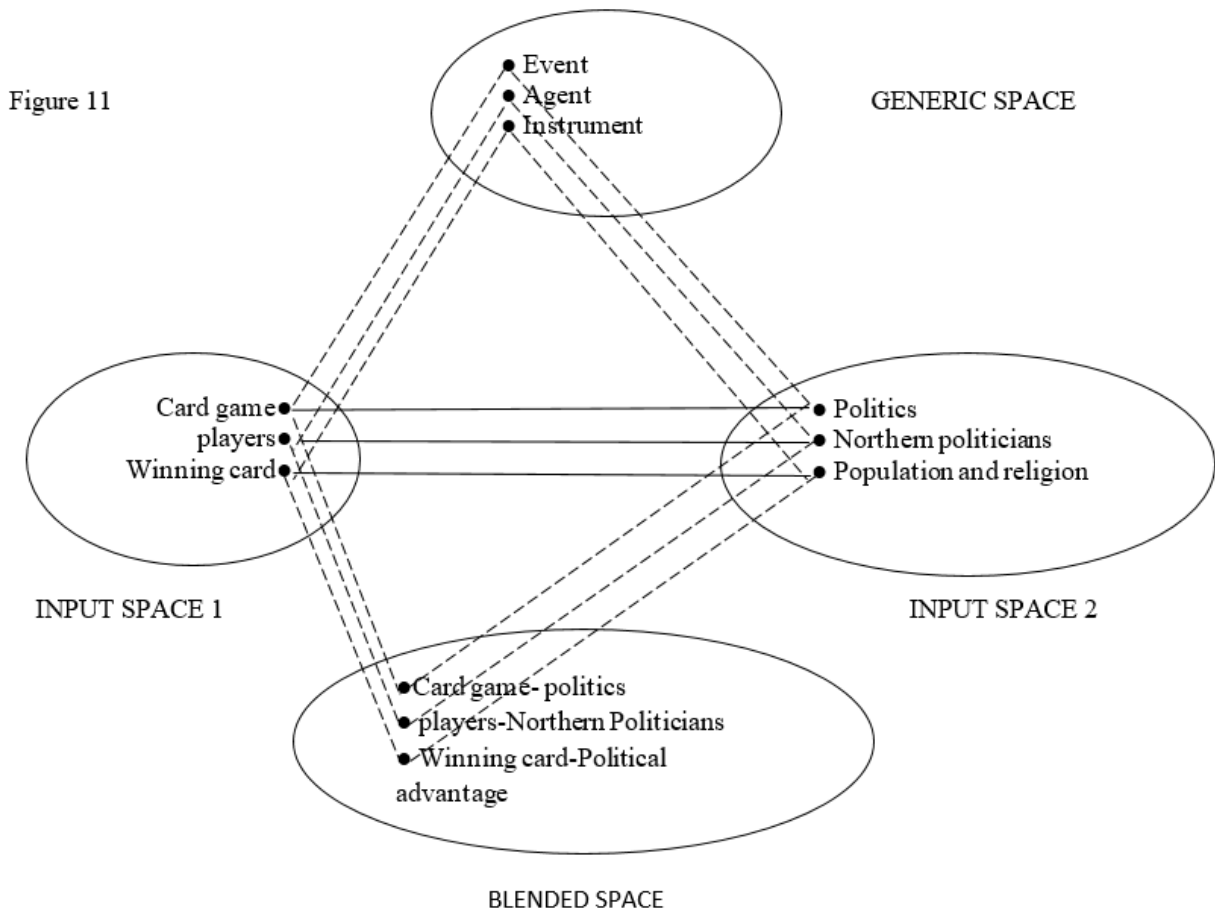 Figure 11
Event
Agent
Instrument
GENERIC SPACE
Card game
players
Winning card
INPUT SPACE 1
Politics
Northern politicians
Population and religion
INPUT SPACE 2
Card game- politics
players-Northern Politicians
Winning card-Political
advantage
BLENDED SPACE